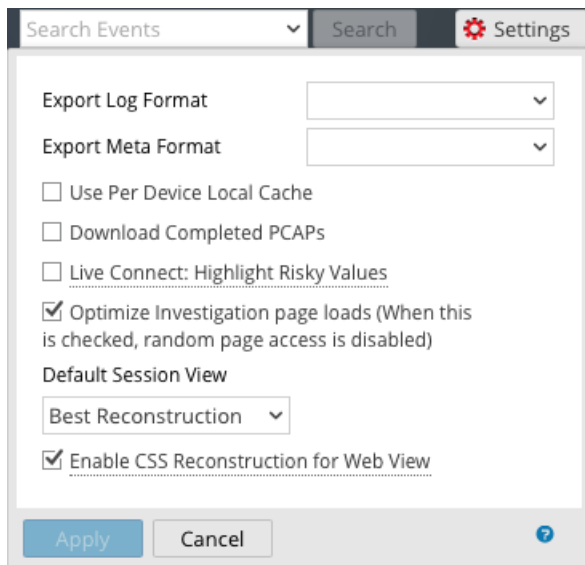 Search Events
Search
Settings
Export Log Format
Export Meta Format
Use Per Device Local Cache
Download Completed PCAPs
Live Connect: Highlight Risky Values
Optimize Investigation page loads (When this
is checked, random page access is disabled)
Default Session View
Best Reconstruction
Enable CSS Reconstruction for Web View
Apply
Cancel
?